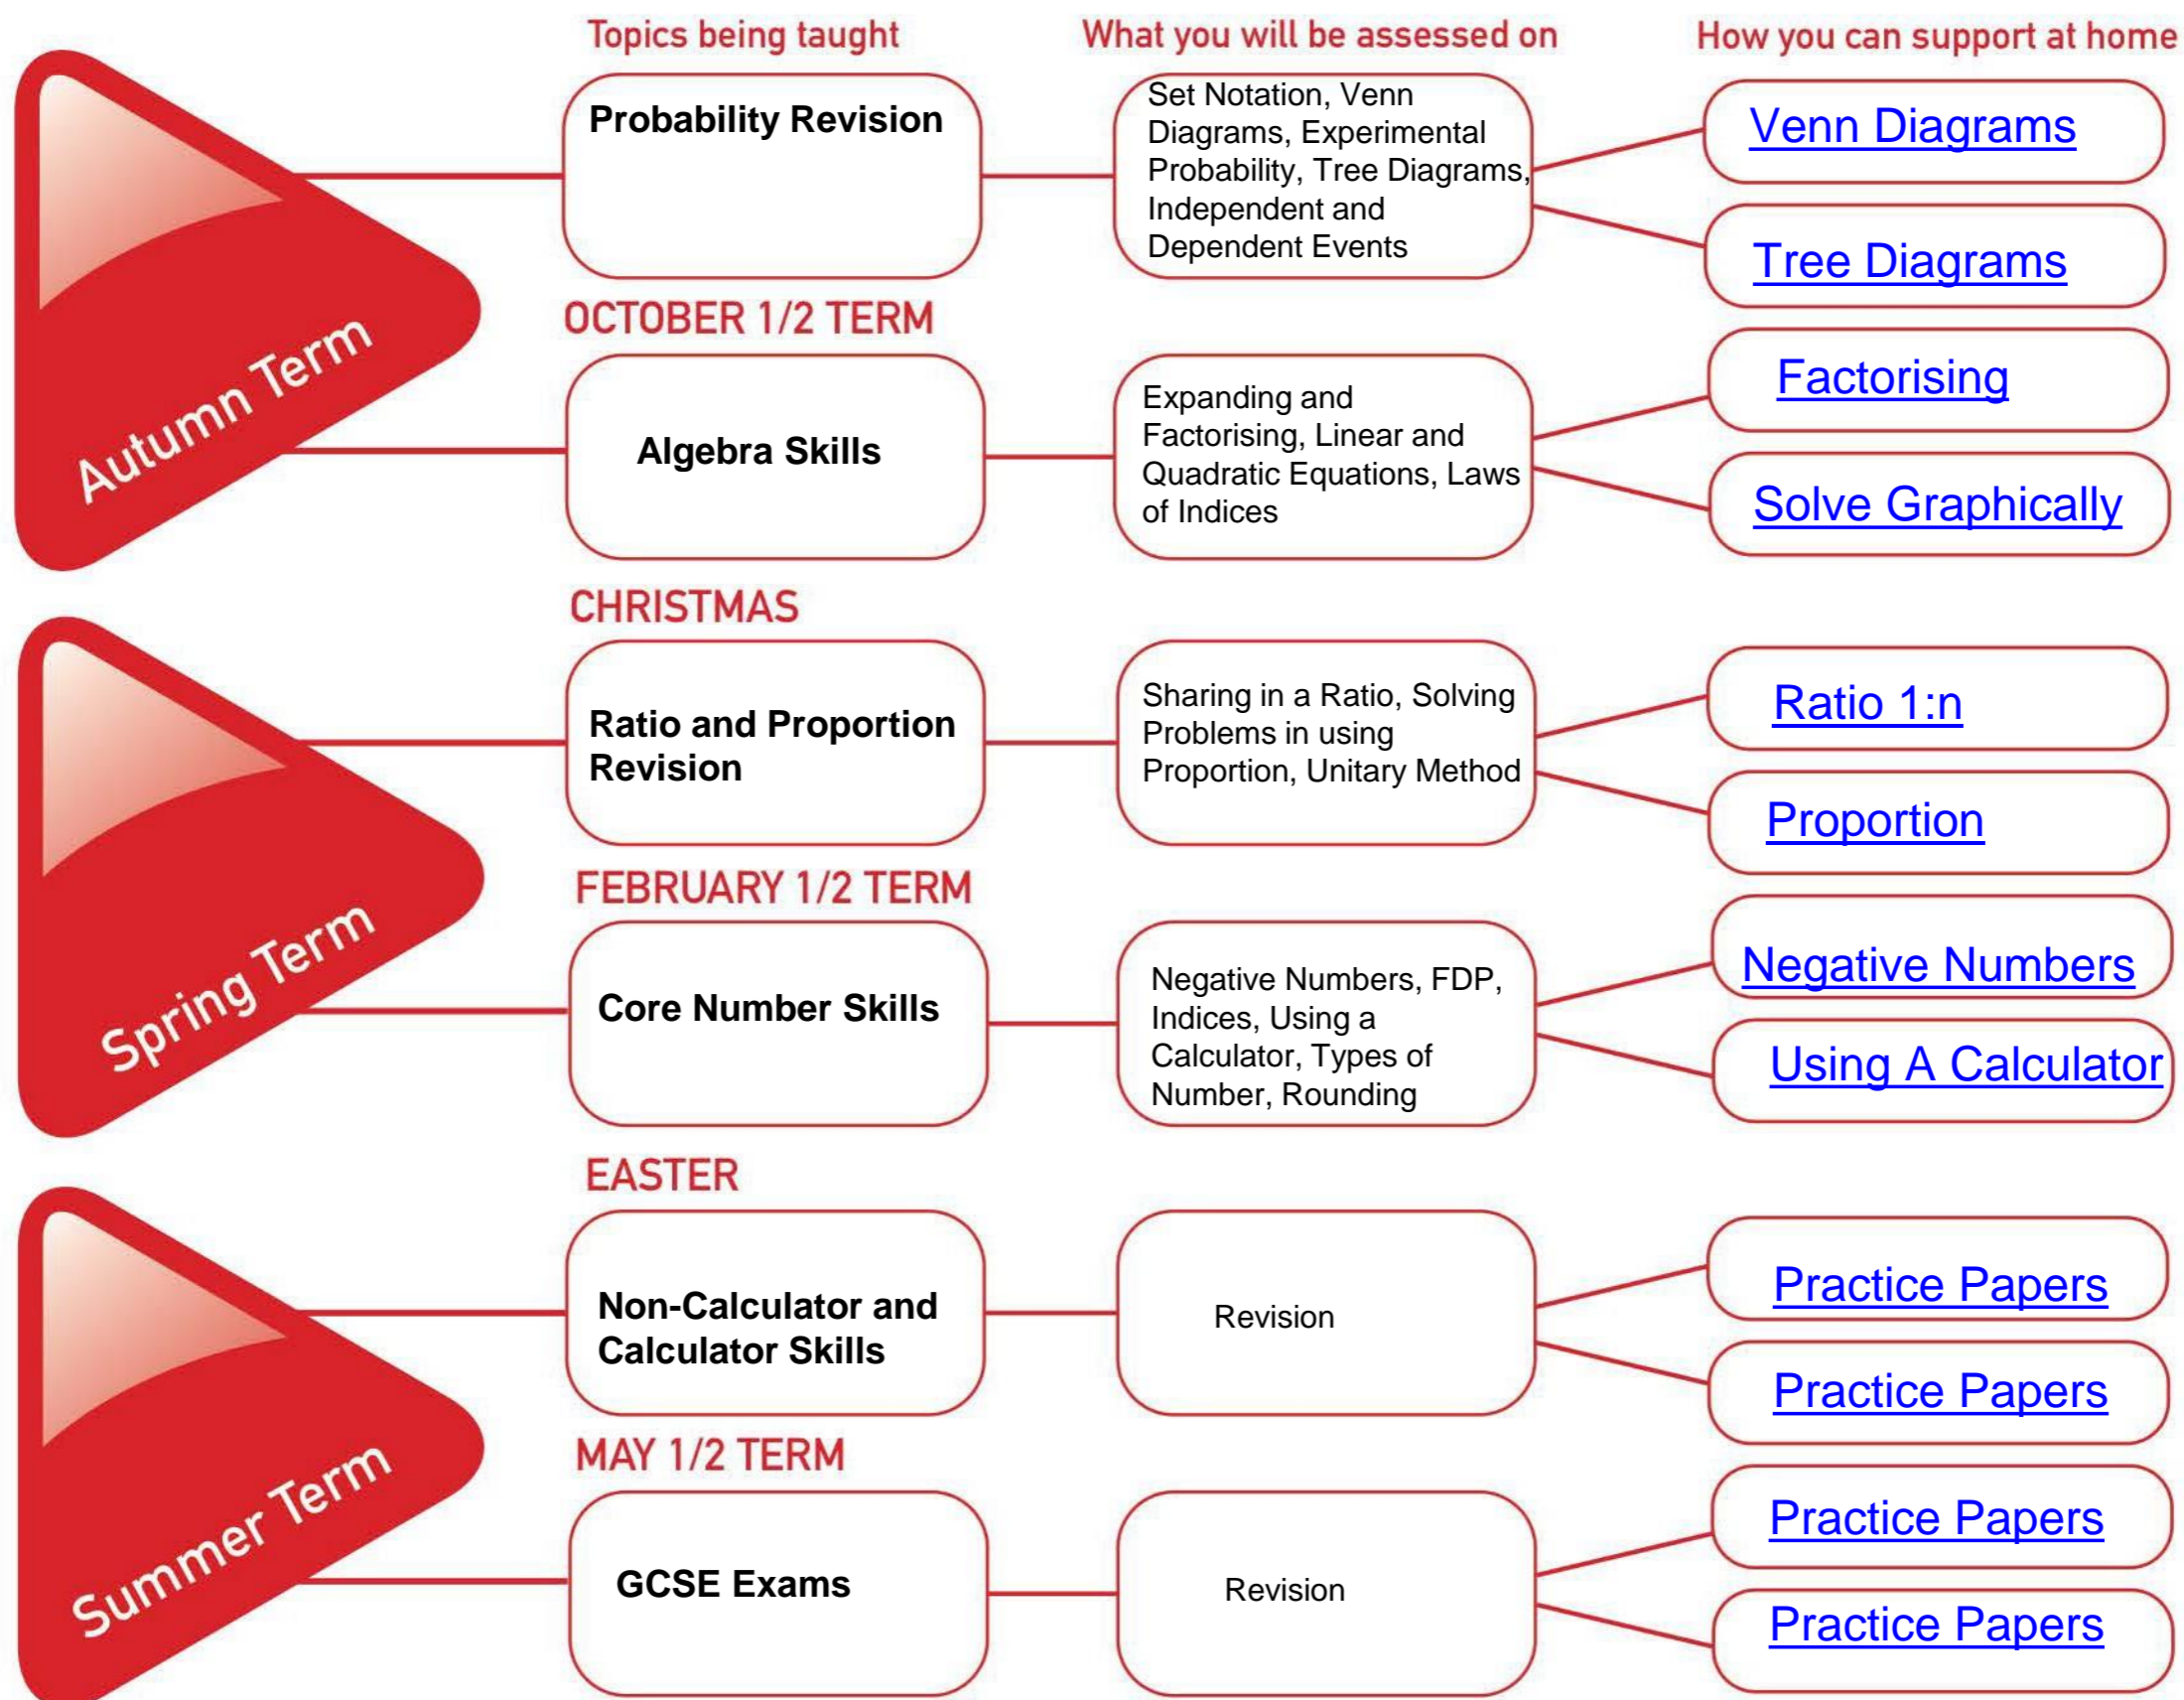 Topics being taught
What you will be assessed on
How you can support at home
Autumn Term
Probability Revision
Set Notation, Venn
Diagrams, Experimental
Probability, Tree Diagrams,
Independent and
Dependent Events
Venn Diagrams
Tree Diagrams
OCTOBER 1/2 TERM
Algebra Skills
Expanding and
Factorising, Linear and
Quadratic Equations, Laws
of Indices
Factorising
Solve Graphically
CHRISTMAS
Spring Term
Ratio and Proportion
Revision
Sharing in a Ratio, Solving
Problems in using
Proportion, Unitary Method
Ratio 1:n
Proportion
FEBRUARY 1/2 TERM
Core Number Skills
Negative Numbers, FDP,
Indices, Using a
Calculator, Types of
Number, Rounding
Negative Numbers
Using A Calculator
EASTER
Summer Term
Non-Calculator and
Calculator Skills
Revision
Practice Papers
Practice Papers
MAY 1/2 TERM
GCSE Exams
Revision
Practice Papers
Practice Papers